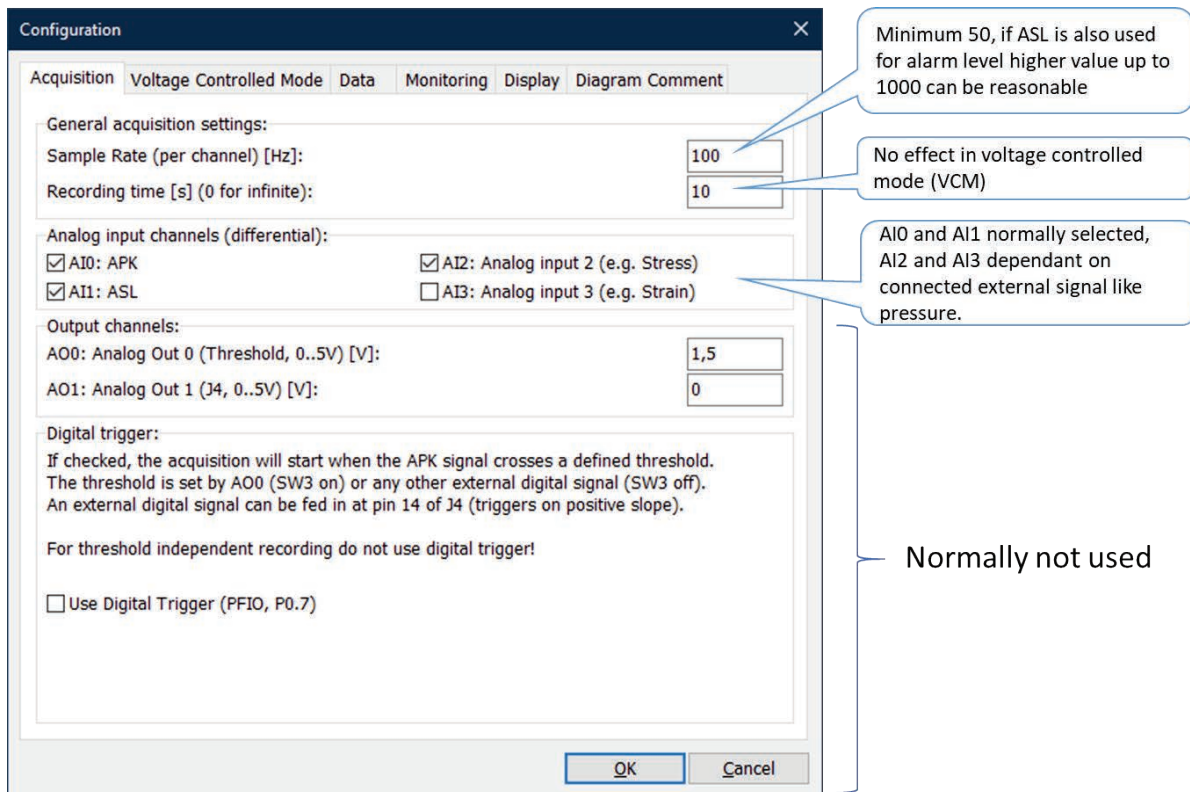 Configuration
Acquisition Voltage Controlled Mode Data Monitoring Display Diagram Comment
General acquisition settings:
Sample Rate (per channel) [Hz]: 100
Recording time [s] (0 for infinite): 10
Analog input channels (differential):
AI0: APK AI2: Analog input 2 (e.g. Stress)
AI1: ASL AI3: Analog input 3 (e.g. Strain)
Output channels:
AO0: Analog Out 0 (Threshold, 0..5V) [V]: 1,5
AO1: Analog Out 1 (J4, 0..5V) [V]: 0
Digital trigger:
If checked, the acquisition will start when the APK signal crosses a defined threshold.
The threshold is set by AO0 (SW3 on) or any other external digital signal (SW3 off).
An external digital signal can be fed in at pin 14 of J4 (triggers on positive slope).
For threshold independent recording do not use digital trigger!
Use Digital Trigger (PFIO, P0.7)
OK Cancel
Minimum 50, if ASL is also used
for alarm level higher value up to
1000 can be reasonable
No effect in voltage controlled
mode (VCM)
AI0 and AI1 normally selected,
AI2 and AI3 dependant on
connected external signal like
pressure.
Normally not used